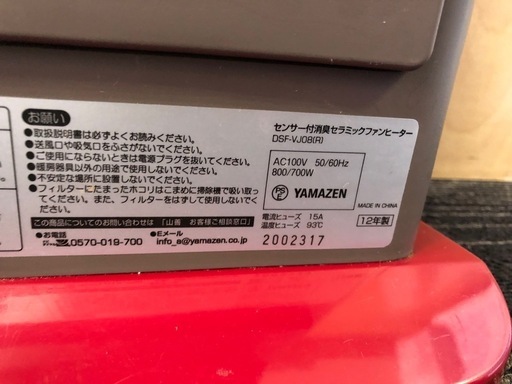 お願い
●取扱説明書は必ずよくお読みください。
●送風口や吸気口をふさがないでください。
●ご使用にならないときは電源プラグを抜いてください。
●暖房器具以外の用途で使用しないでください。
●不安定な場所に設置しないでください。
●フィルターにたまったホコリはこまめに掃除機で吸い取ってください。また、フィルターをはずして使用しないでください。
この商品についてのお問い合わせは「山善 お客様ご相談窓口」
●お電話
0570-019-700
●Eメール
info_a@yamazen.co.jp
センサー付消臭セラミックファンヒーター
DSF-VJ08(R)
AC100V 50/60Hz
800/700W
PSE
YAMAZEN
MADE IN CHINA
電流ヒューズ 15A
温度ヒューズ 93℃
12年製
2002317